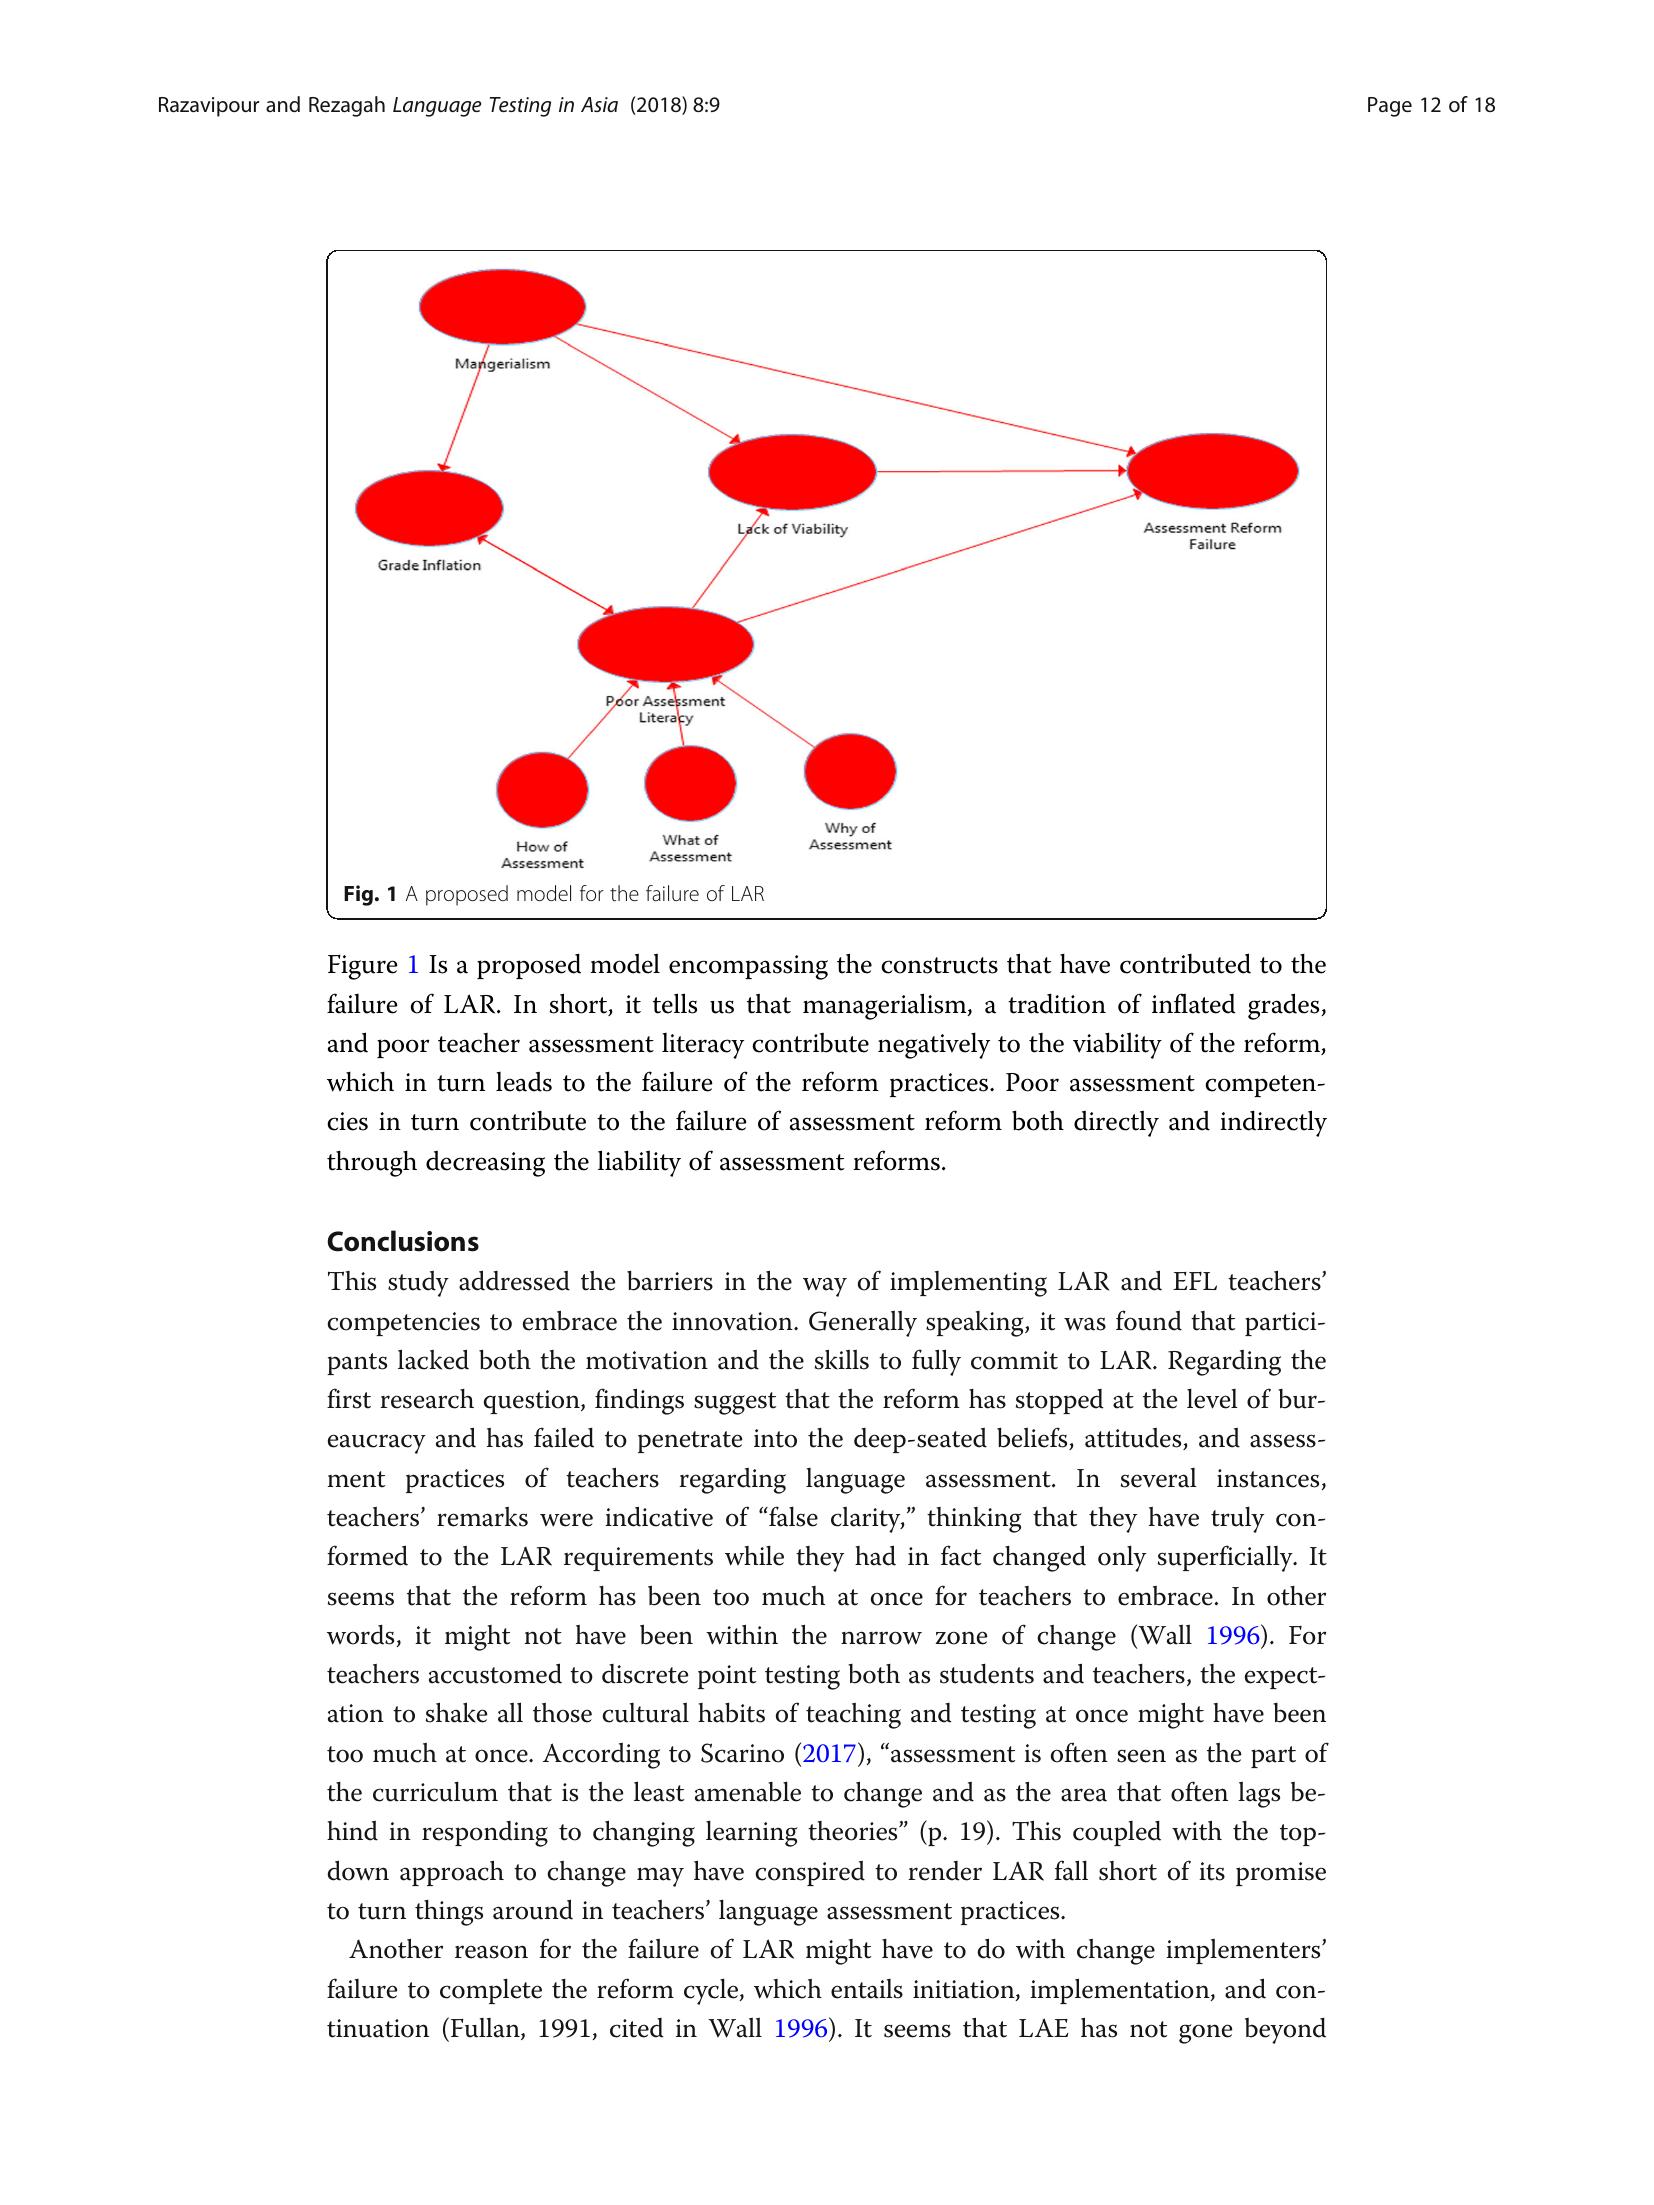 Razavipour and Rezagah Language Testing in Asia (2018) 8:9
Page 12 of 18
Mangerialism
Lack of Viability
Assessment Reform
Failure
Grade Inflation
Poor Assessment
Literacy
How of
Assessment
What of
Assessment
Why of
Assessment
Fig. 1 A proposed model for the failure of LAR
Figure 1 Is a proposed model encompassing the constructs that have contributed to the
failure of LAR. In short, it tells us that managerialism, a tradition of inflated grades,
and poor teacher assessment literacy contribute negatively to the viability of the reform,
which in turn leads to the failure of the reform practices. Poor assessment competen-
cies in turn contribute to the failure of assessment reform both directly and indirectly
through decreasing the liability of assessment reforms.
Conclusions
This study addressed the barriers in the way of implementing LAR and EFL teachers’
competencies to embrace the innovation. Generally speaking, it was found that partici-
pants lacked both the motivation and the skills to fully commit to LAR. Regarding the
first research question, findings suggest that the reform has stopped at the level of bur-
eaucracy and has failed to penetrate into the deep-seated beliefs, attitudes, and assess-
ment practices of teachers regarding language assessment. In several instances,
teachers’ remarks were indicative of “false clarity,” thinking that they have truly con-
formed to the LAR requirements while they had in fact changed only superficially. It
seems that the reform has been too much at once for teachers to embrace. In other
words, it might not have been within the narrow zone of change (Wall 1996). For
teachers accustomed to discrete point testing both as students and teachers, the expect-
ation to shake all those cultural habits of teaching and testing at once might have been
too much at once. According to Scarino (2017), “assessment is often seen as the part of
the curriculum that is the least amenable to change and as the area that often lags be-
hind in responding to changing learning theories” (p. 19). This coupled with the top-
down approach to change may have conspired to render LAR fall short of its promise
to turn things around in teachers’ language assessment practices.
Another reason for the failure of LAR might have to do with change implementers’
failure to complete the reform cycle, which entails initiation, implementation, and con-
tinuation (Fullan, 1991, cited in Wall 1996). It seems that LAE has not gone beyond